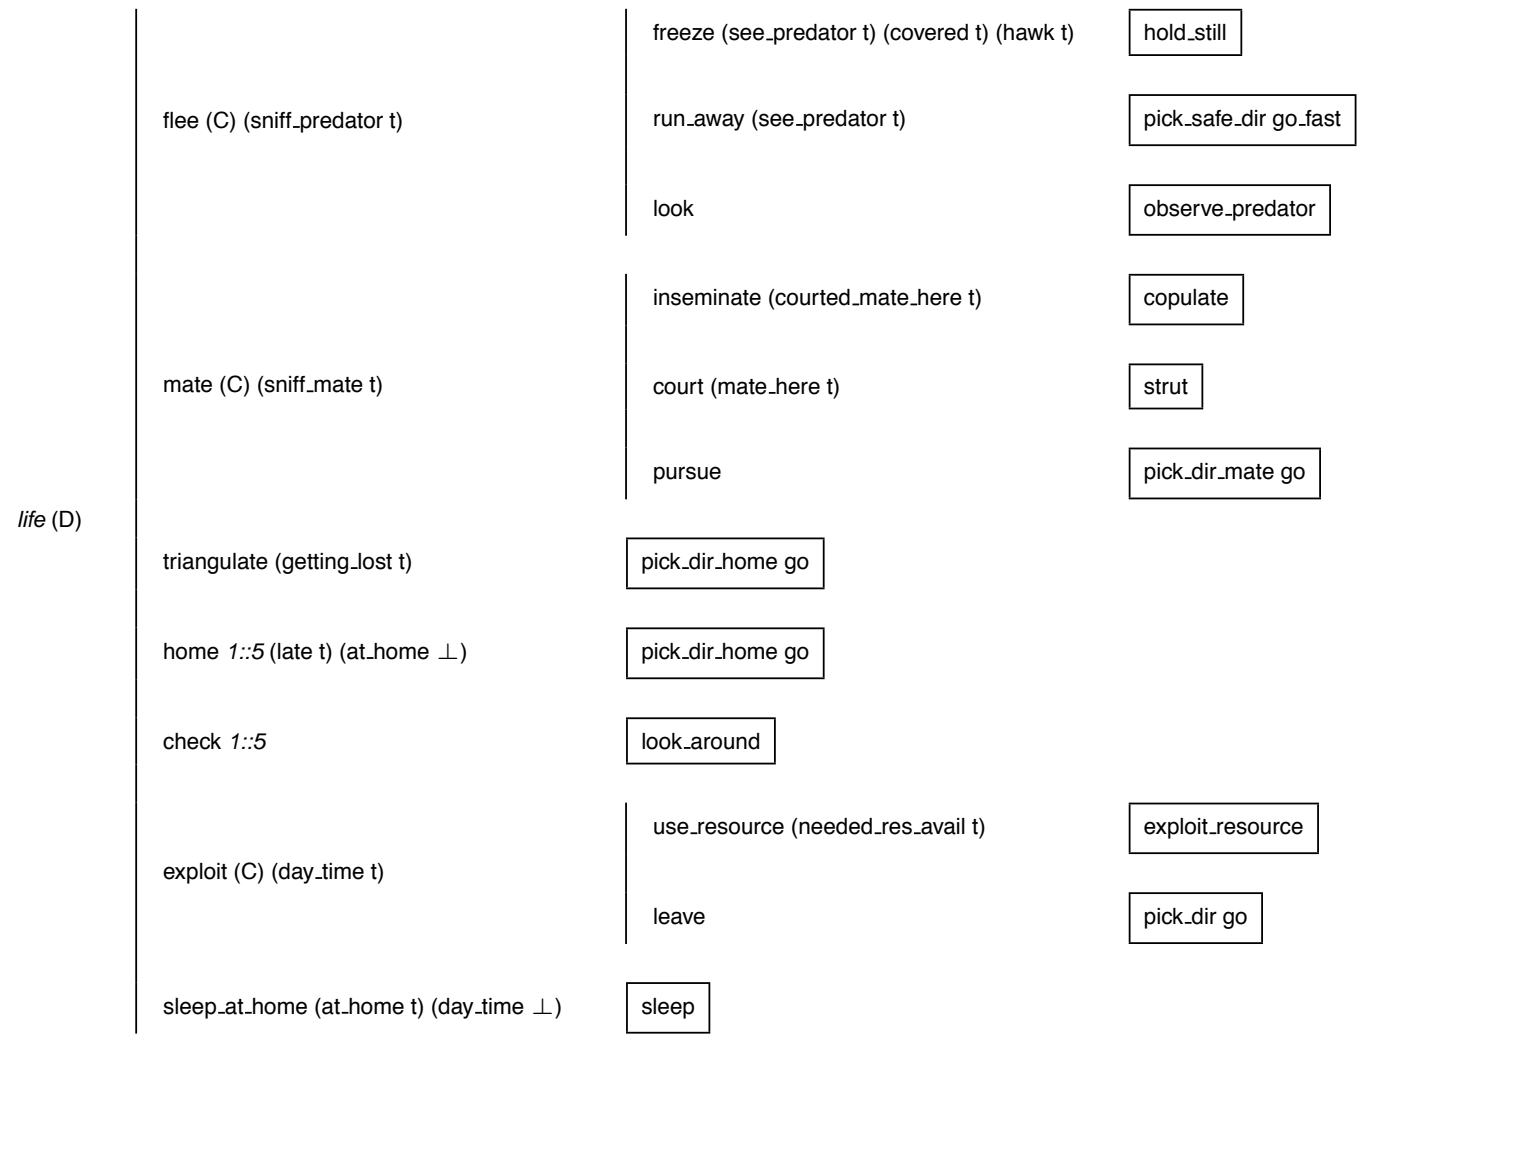 freeze (see_predator t) (covered t) (hawk t) hold_still
flee (C) (sniff_predator t) run_away (see_predator t) pick_safe_dir go_fast
look observe_predator
inseminate (courted_mate_here t) copulate
mate (C) (sniff_mate t) court (mate_here t) strut
pursue pick_dir_mate go
life (D)
triangulate (getting_lost t) pick_dir_home go
home 1::5 (late t) (at_home ⊥) pick_dir_home go
check 1::5 look_around
use_resource (needed_res_avail t) exploit_resource
exploit (C) (day_time t)
leave pick_dir go
sleep_at_home (at_home t) (day_time ⊥) sleep